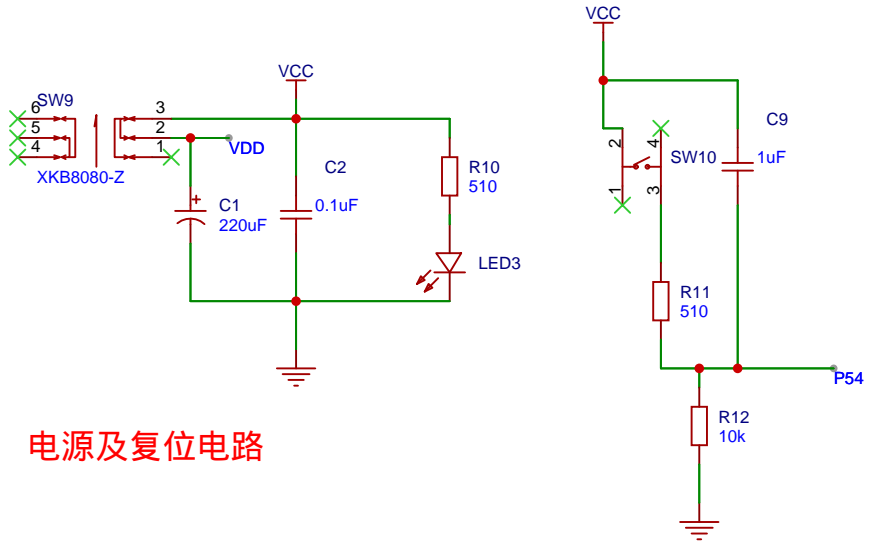 VCC
SW9
6
5
4
3
2
1
XKB8080-Z
VDD
C1
220uF
VCC
C2
0.1uF
R10
510
LED3
VCC
2
1
4
3
SW10
C9
1uF
R11
510
P54
R12
10k
电源及复位电路